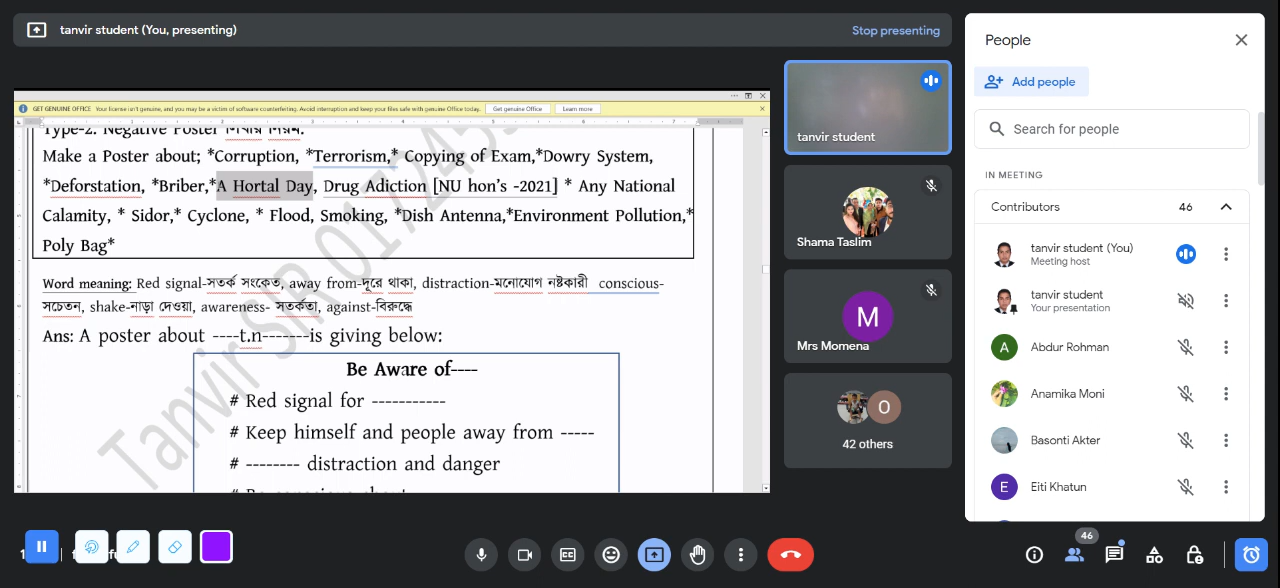 tanvir student (You, presenting)
Stop presenting
GET GENUINE OFFICE Your license isn't genuine, and you may be a victim of software counterfeiting. Avoid interruption and keep your files safe with genuine Office today. Get genuine Office Learn more
Type-2. Negative Poster লিখার নিয়ম:
Make a Poster about; *Corruption, *Terrorism,* Copying of Exam,*Dowry System,
*Deforstation, *Briber,*A Hortal Day, Drug Adiction [NU hon's -2021] * Any National
Calamity, * Sidor,* Cyclone, * Flood, Smoking, *Dish Antenna,*Environment Pollution,*
Poly Bag*
Word meaning: Red signal-সতর্ক সংকেত, away from-দূরে থাকা, distraction-মনোযোগ নষ্টকারী conscious-
সচেতন, shake-নাড়া দেওয়া, awareness- সতর্কতা, against-বিরুদ্ধে
Ans: A poster about ----t.n-------is giving below:
Be Aware of----
# Red signal for -----------
# Keep himself and people away from -----
# -------- distraction and danger
Tanvir SIR 017245
tanvir student
Shama Taslim
M
Mrs Momena
O
42 others
People
Add people
Search for people
IN MEETING
Contributors 46
tanvir student (You)
Meeting host
tanvir student
Your presentation
A Abdur Rohman
Anamika Moni
Basonti Akter
E Eiti Khatun
46